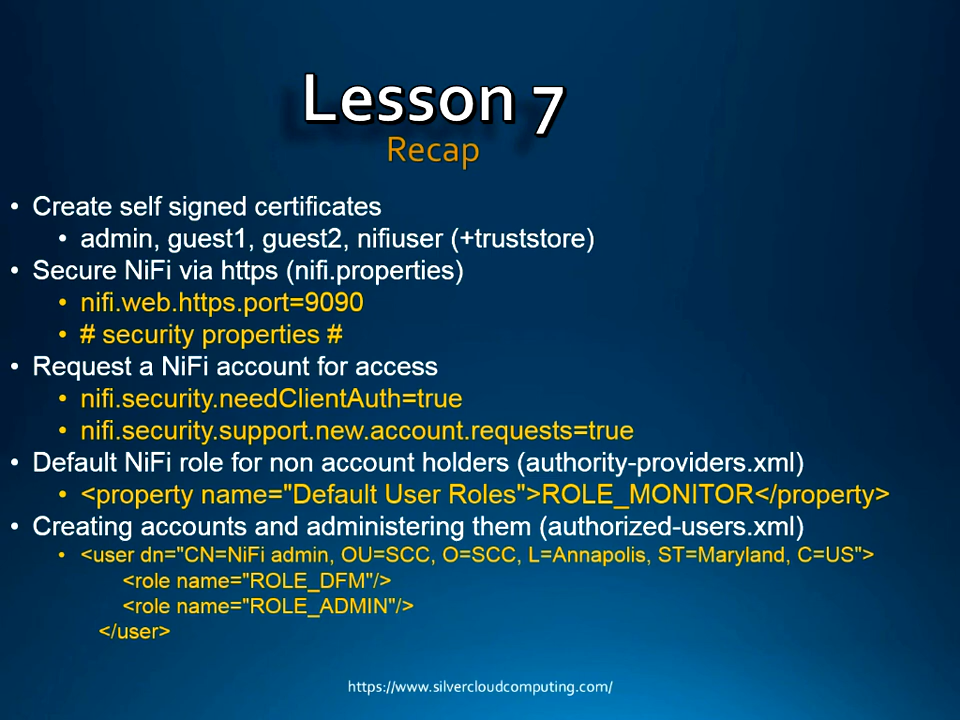 Lesson 7
Recap
• Create self signed certificates
• admin, guest1, guest2, nifiuser (+truststore)
• Secure NiFi via https (nifi.properties)
• nifi.web.https.port=9090
• # security properties #
• Request a NiFi account for access
• nifi.security.needClientAuth=true
• nifi.security.support.new.account.requests=true
• Default NiFi role for non account holders (authority-providers.xml)
• <property name="Default User Roles">ROLE_MONITOR</property>
• Creating accounts and administering them (authorized-users.xml)
• <user dn="CN=NiFi admin, OU=SCC, O=SCC, L=Annapolis, ST=Maryland, C=US">
<role name="ROLE_DFM"/>
<role name="ROLE_ADMIN"/>
</user>
https://www.silvercloudcomputing.com/